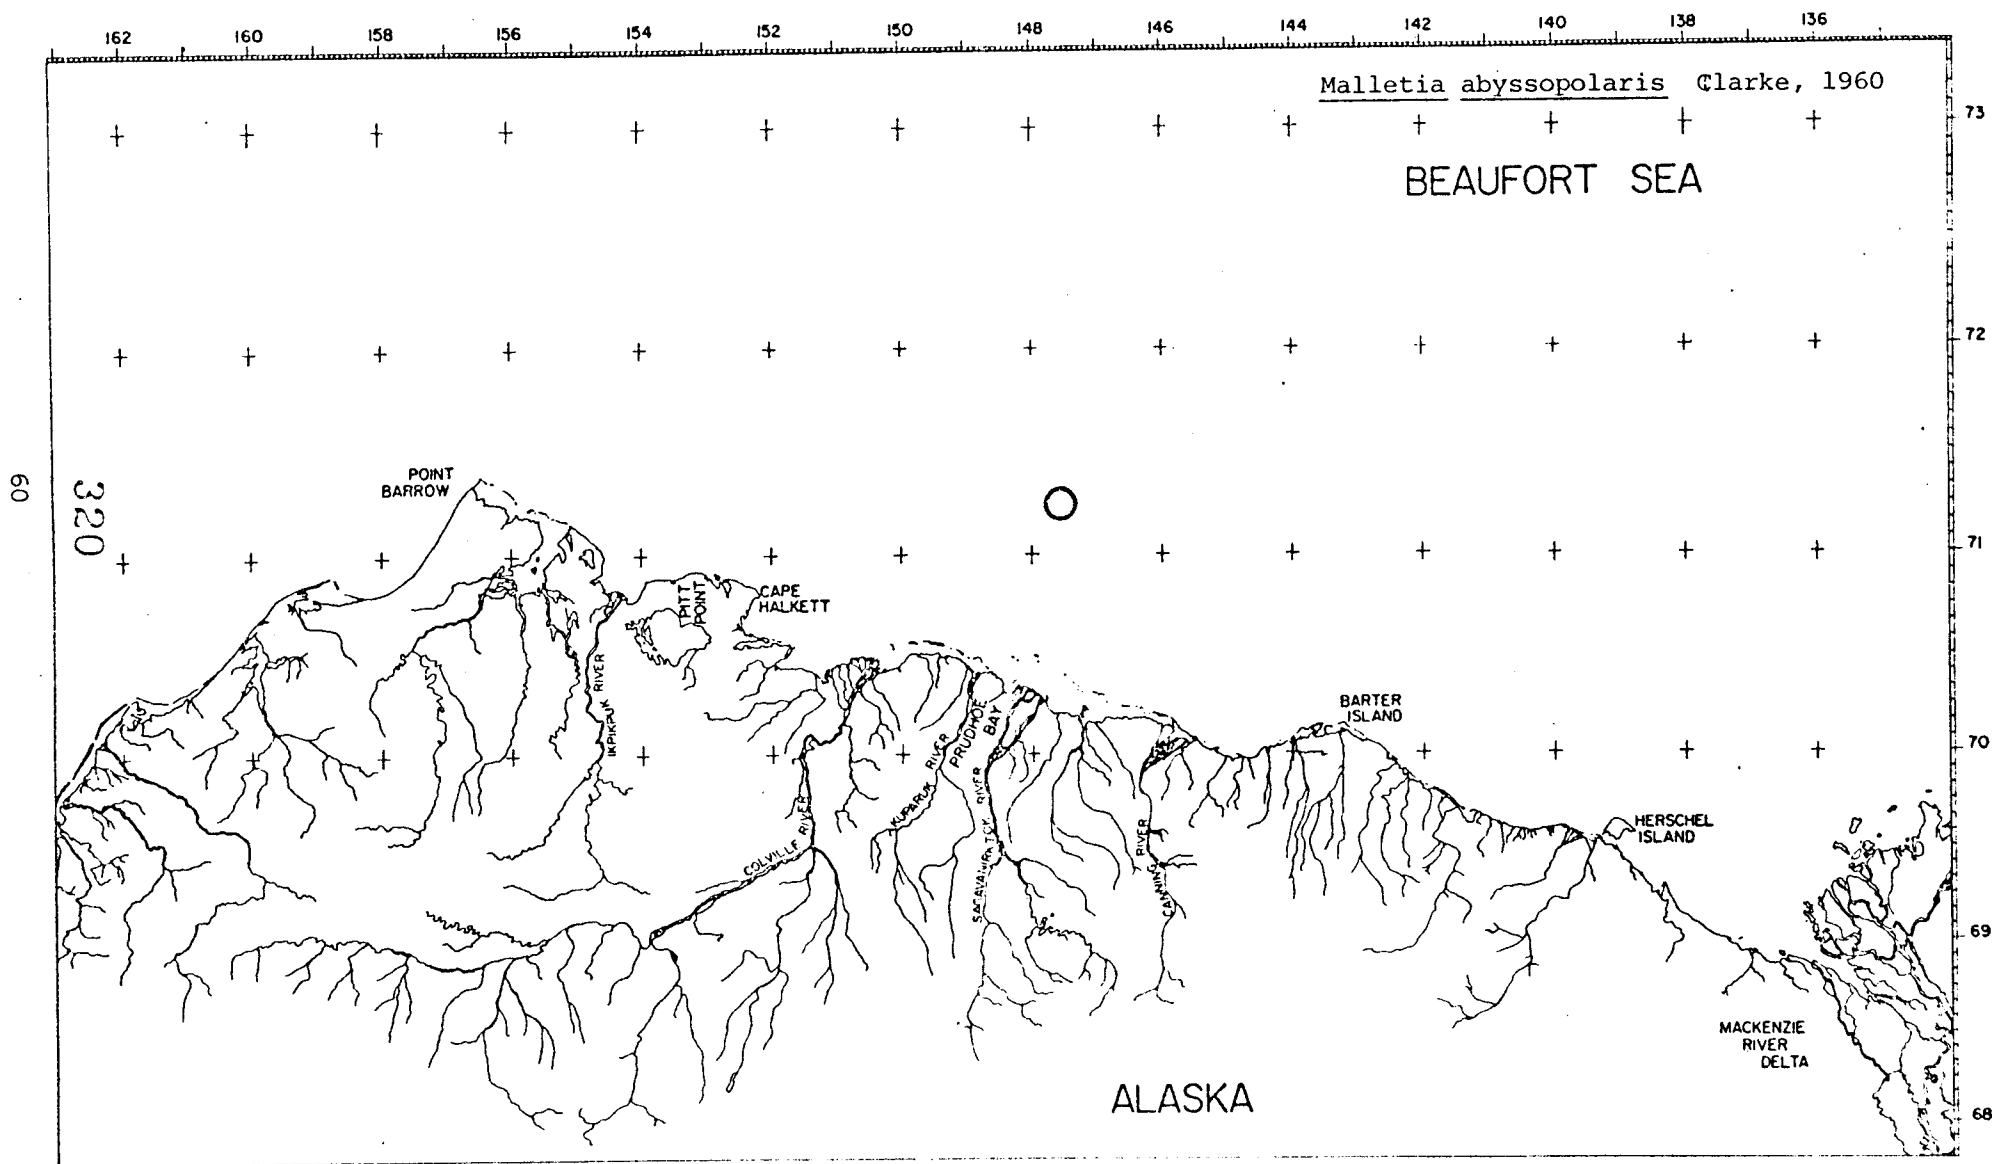 162 160 158 156 154 152 150 148 146 144 142 140 138 136
Malletia abyssopolaris Clarke, 1960
73
BEAUFORT SEA
72
POINT
BARROW
60
320
71
PITT
POINT
CAPE
HALKETT
IKPIKPUK RIVER
BARTER
ISLAND
PRUDHOE
BAY
70
KUPARUK RIVER
COLVILLE RIVER
SAGAVANIRKTOK RIVER
CANNING RIVER
HERSCHEL
ISLAND
69
MACKENZIE
RIVER
DELTA
ALASKA
68